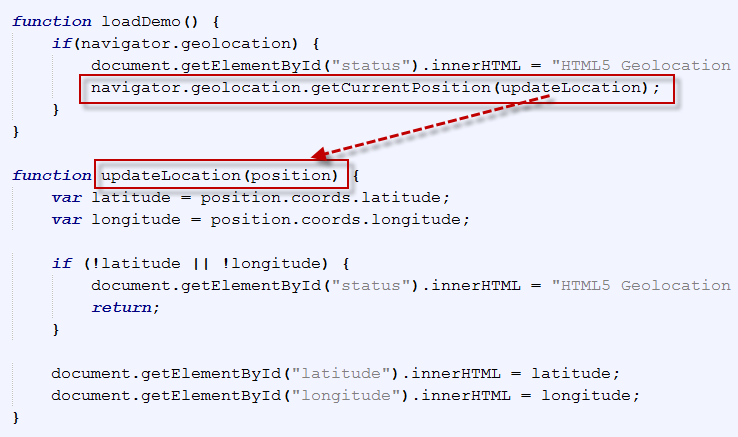 function loadDemo() {
    if(navigator.geolocation) {
        document.getElementById("status").innerHTML = "HTML5 Geolocation
        navigator.geolocation.getCurrentPosition(updateLocation);
    }
}
function updateLocation(position) {
    var latitude = position.coords.latitude;
    var longitude = position.coords.longitude;
    if (!latitude || !longitude) {
        document.getElementById("status").innerHTML = "HTML5 Geolocation
        return;
    }
    document.getElementById("latitude").innerHTML = latitude;
    document.getElementById("longitude").innerHTML = longitude;
}